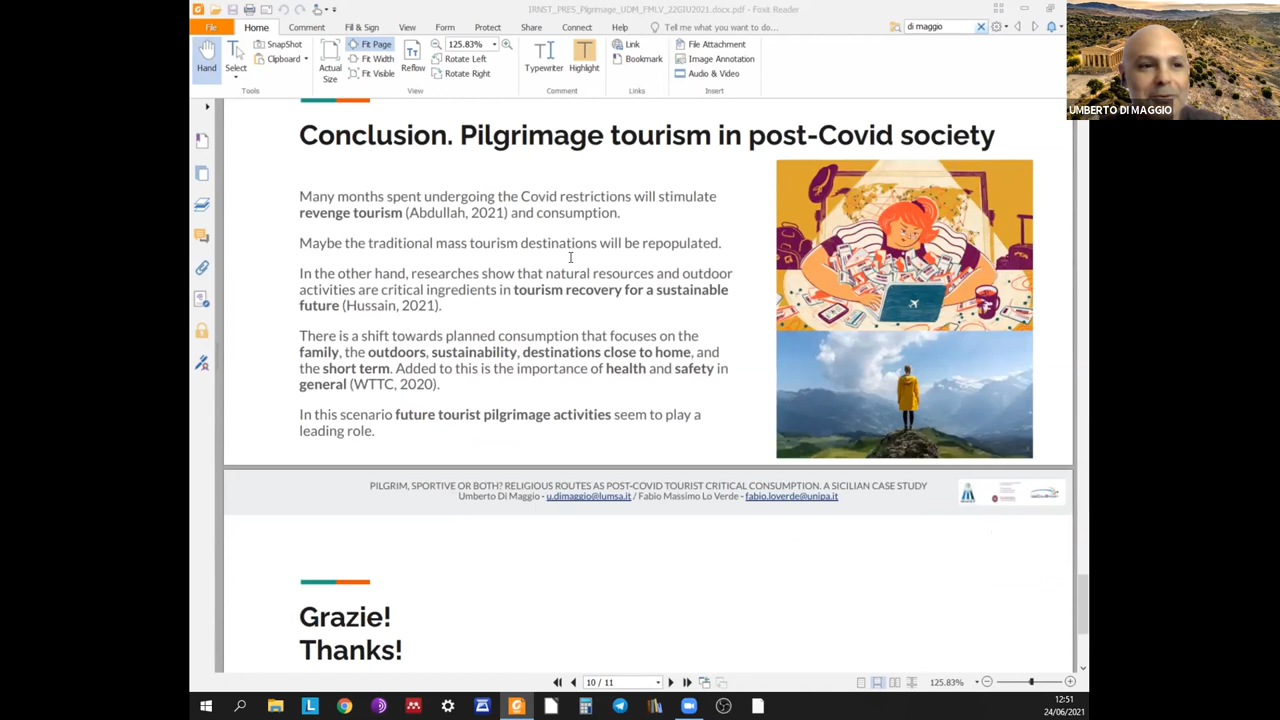 IRNST_PRES_Pilgrimage_UDM_FMLV_22GIU2021.docx.pdf - Foxit Reader
File Home Comment Fill & Sign View Form Protect Share Connect Help Tell me what you want to do...
di maggio
Hand
Select
SnapShot
Clipboard
Tools
Actual Size
Fit Page
Fit Width
Fit Visible
Reflow
125.83%
Rotate Left
Rotate Right
View
Typewriter
Highlight
Comment
Link
Bookmark
Links
File Attachment
Image Annotation
Audio & Video
Insert
UMBERTO DI MAGGIO
Conclusion. Pilgrimage tourism in post-Covid society
Many months spent undergoing the Covid restrictions will stimulate
revenge tourism (Abdullah, 2021) and consumption.
Maybe the traditional mass tourism destinations will be repopulated.
In the other hand, researches show that natural resources and outdoor
activities are critical ingredients in tourism recovery for a sustainable
future (Hussain, 2021).
There is a shift towards planned consumption that focuses on the
family, the outdoors, sustainability, destinations close to home, and
the short term. Added to this is the importance of health and safety in
general (WTTC, 2020).
In this scenario future tourist pilgrimage activities seem to play a
leading role.
PILGRIM, SPORTIVE OR BOTH? RELIGIOUS ROUTES AS POST-COVID TOURIST CRITICAL CONSUMPTION. A SICILIAN CASE STUDY
Umberto Di Maggio - u.dimaggio@lumsa.it / Fabio Massimo Lo Verde - fabio.loverde@unipa.it
Grazie!
Thanks!
10 / 11
125.83%
12:51
24/06/2021